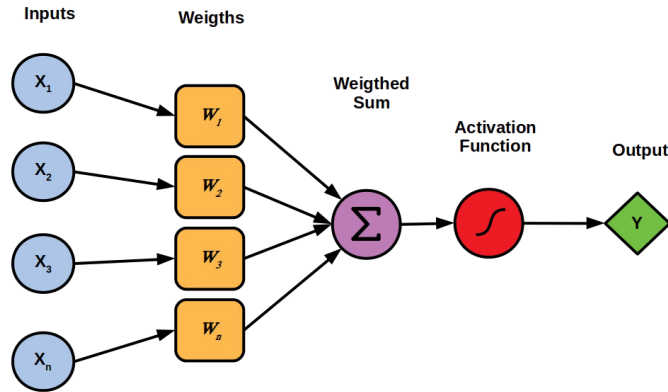 Inputs
Weigths
X1
W1
Weigthed
Sum
Activation
Function
Output
X2
W2
Σ
Y
X3
W3
Xn
Wn